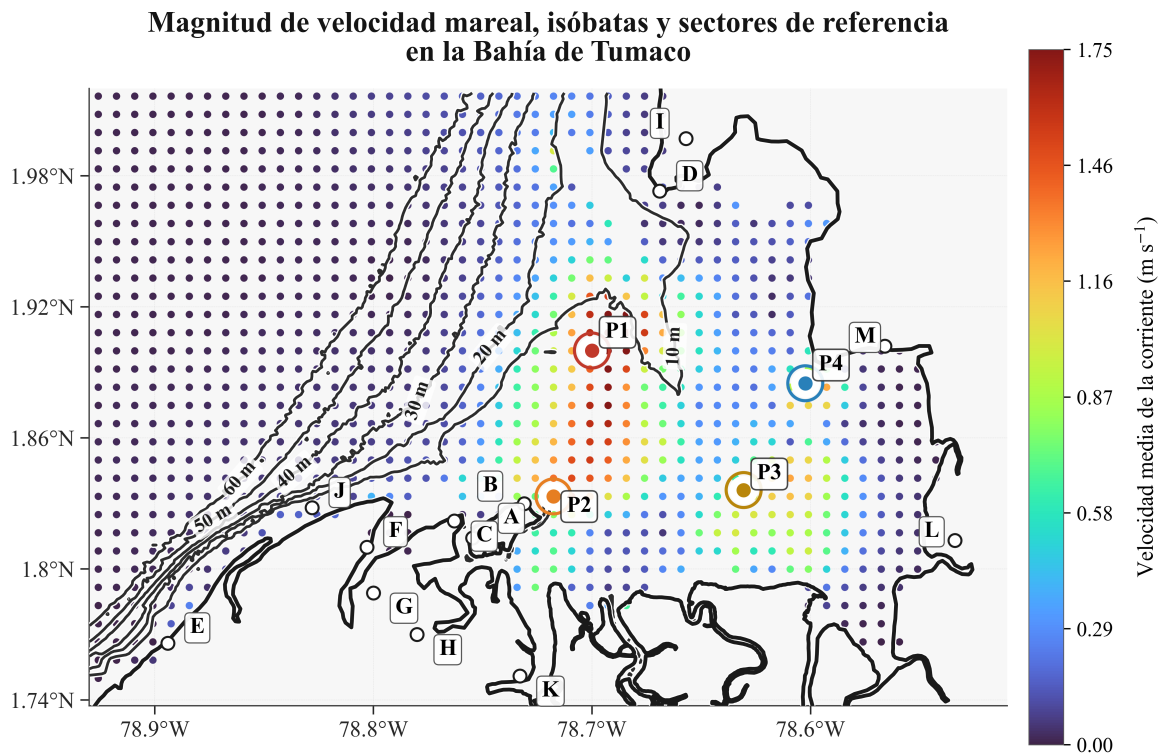 Magnitud de velocidad mareal, isóbatas y sectores de referencia
en la Bahía de Tumaco
1.98°N
1.92°N
1.86°N
1.8°N
1.74°N
78.9°W
78.8°W
78.7°W
78.6°W
I
D
P1
10 m
M
P4
20 m
30 m
40 m
60 m
50 m
J
B
A
P2
P3
F
C
L
G
E
H
K
1.75
1.46
1.16
0.87
0.58
0.29
0.00
Velocidad media de la corriente (m s⁻¹)